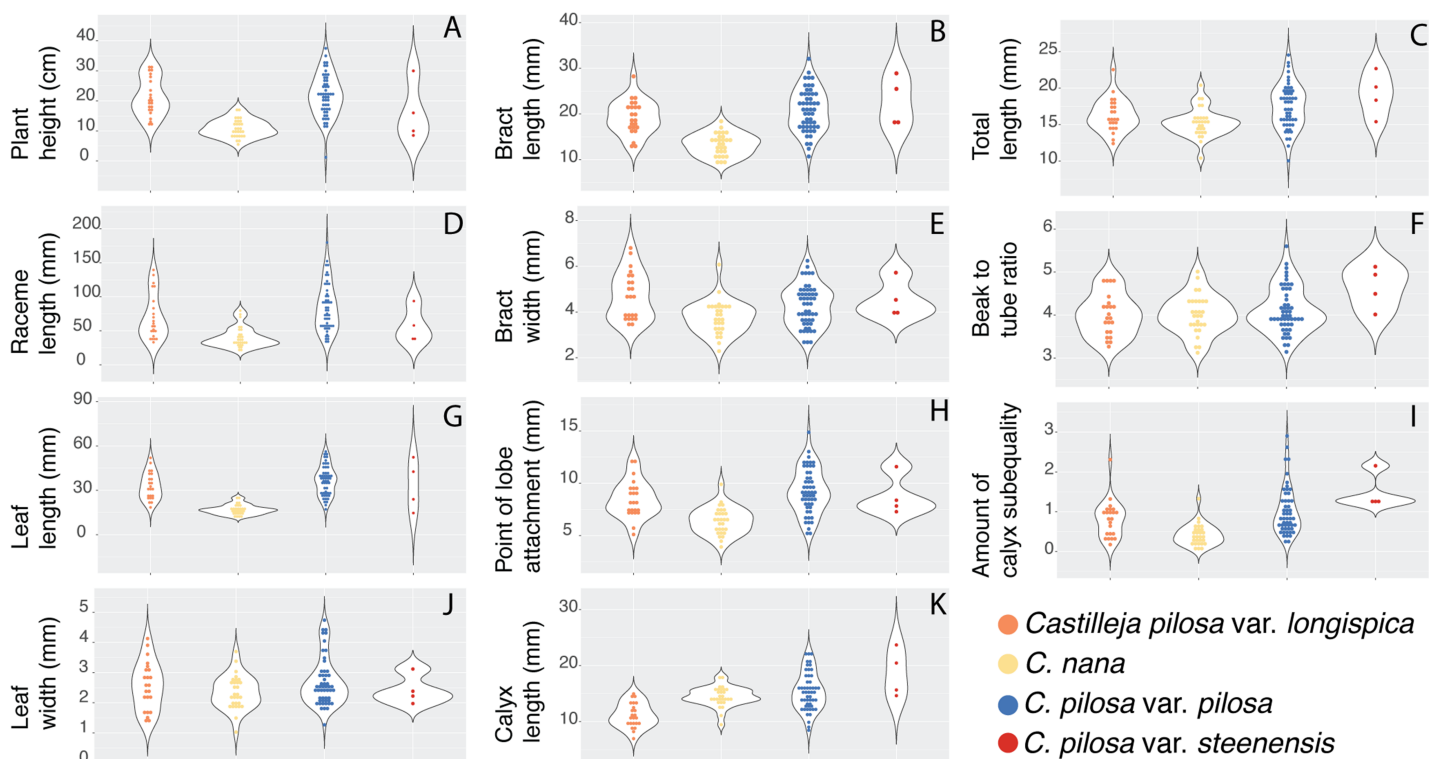 A
Plant
height (cm)
40
30
20
10
0
B
Bract
length (mm)
40
30
20
10
C
Total
length (mm)
25
20
15
10
D
Raceme
length (mm)
200
150
100
50
0
E
Bract
width (mm)
8
6
4
2
F
Beak to
tube ratio
6
5
4
3
G
Leaf
length (mm)
90
60
30
0
H
Point of lobe
attachment (mm)
15
10
5
I
Amount of
calyx subequality
3
2
1
0
J
Leaf
width (mm)
5
4
3
2
1
0
K
Calyx
length (mm)
30
20
10
Castilleja pilosa var. longispica
C. nana
C. pilosa var. pilosa
C. pilosa var. steenensis